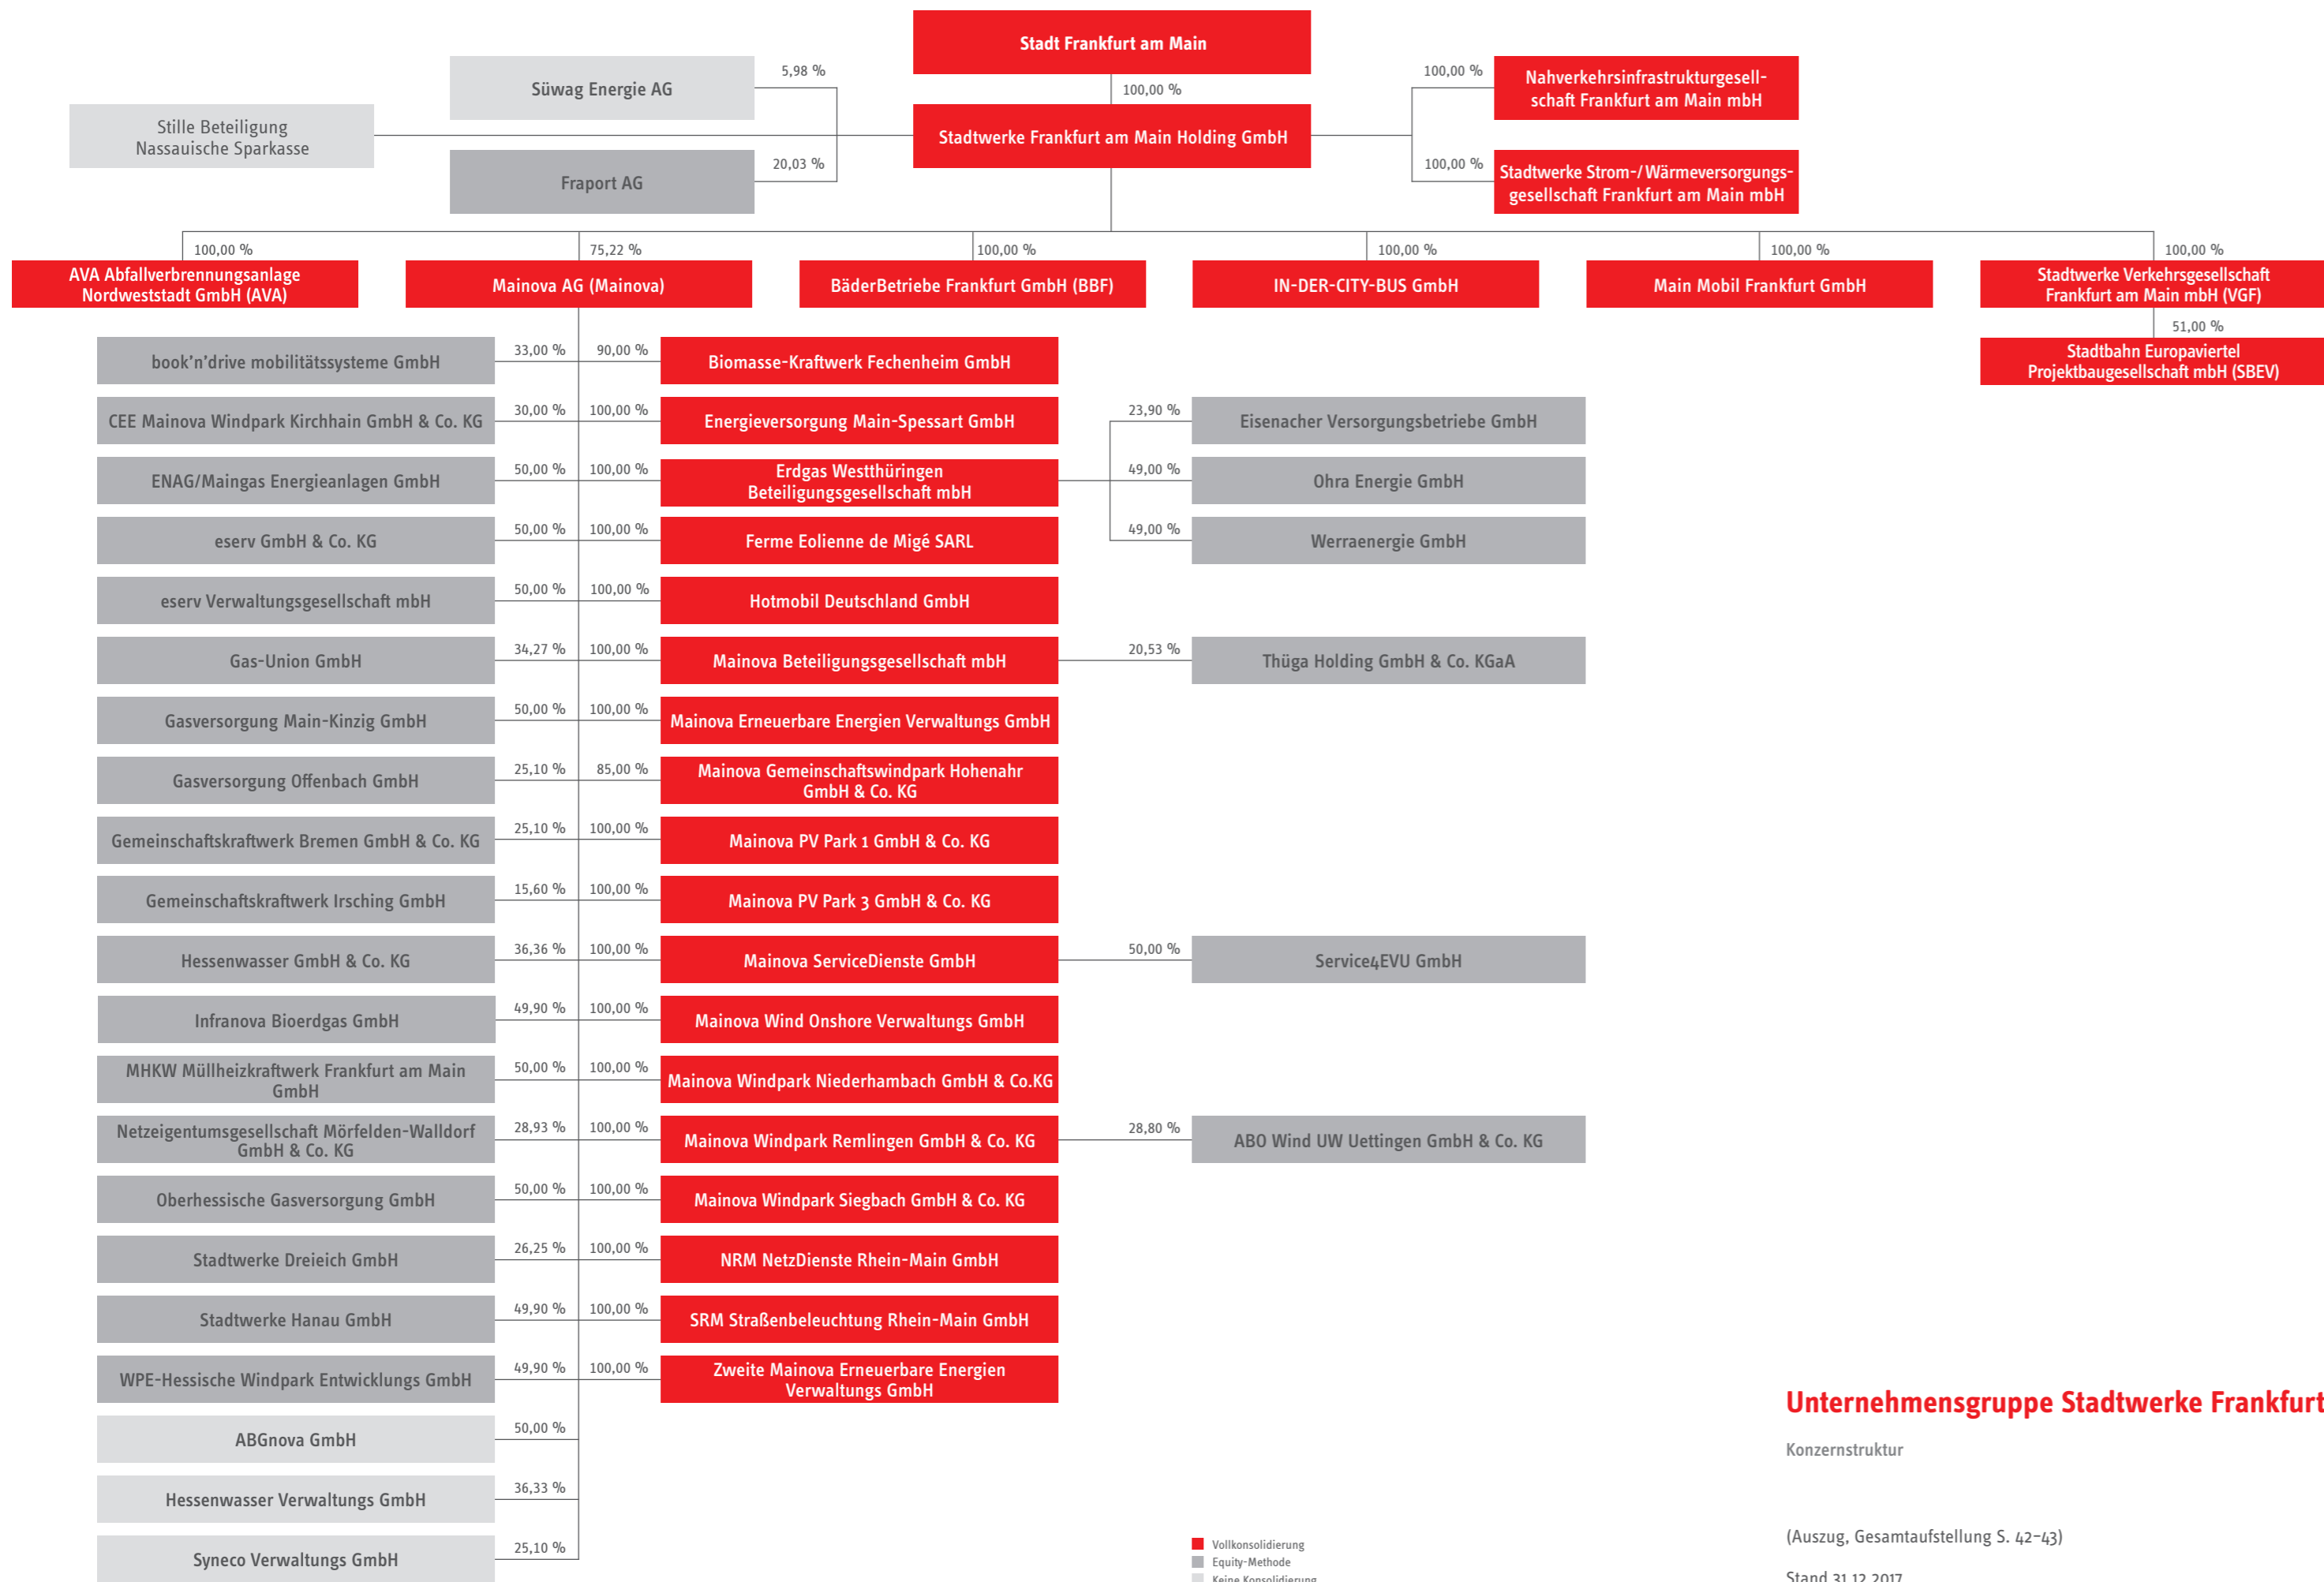 Stadt Frankfurt am Main
100,00 %
Süwag Energie AG
5,98 %
Stille Beteiligung
Nassauische Sparkasse
Stadtwerke Frankfurt am Main Holding GmbH
Fraport AG
20,03 %
100,00 %
Nahverkehrsinfrastrukturgesell-
schaft Frankfurt am Main mbH
100,00 %
Stadtwerke Strom-/Wärmeversorgungs-
gesellschaft Frankfurt am Main mbH
100,00 %
AVA Abfallverbrennungsanlage
Nordweststadt GmbH (AVA)
75,22 %
Mainova AG (Mainova)
100,00 %
BäderBetriebe Frankfurt GmbH (BBF)
100,00 %
IN-DER-CITY-BUS GmbH
100,00 %
Main Mobil Frankfurt GmbH
100,00 %
Stadtwerke Verkehrsgesellschaft
Frankfurt am Main mbH (VGF)
51,00 %
Stadtbahn Europaviertel
Projektbaugesellschaft mbH (SBEV)
book’n’drive mobilitätssysteme GmbH
33,00 %
90,00 %
Biomasse-Kraftwerk Fechenheim GmbH
CEE Mainova Windpark Kirchhain GmbH & Co. KG
30,00 %
100,00 %
Energieversorgung Main-Spessart GmbH
23,90 %
Eisenacher Versorgungsbetriebe GmbH
ENAG/Maingas Energieanlagen GmbH
50,00 %
100,00 %
Erdgas Westthüringen
Beteiligungsgesellschaft mbH
49,00 %
Ohra Energie GmbH
eserv GmbH & Co. KG
50,00 %
100,00 %
Ferme Eolienne de Migé SARL
49,00 %
Werraenergie GmbH
eserv Verwaltungsgesellschaft mbH
50,00 %
100,00 %
Hotmobil Deutschland GmbH
Gas-Union GmbH
34,27 %
100,00 %
Mainova Beteiligungsgesellschaft mbH
20,53 %
Thüga Holding GmbH & Co. KGaA
Gasversorgung Main-Kinzig GmbH
50,00 %
100,00 %
Mainova Erneuerbare Energien Verwaltungs GmbH
Gasversorgung Offenbach GmbH
25,10 %
85,00 %
Mainova Gemeinschaftswindpark Hohenahr
GmbH & Co. KG
Gemeinschaftskraftwerk Bremen GmbH & Co. KG
25,10 %
100,00 %
Mainova PV Park 1 GmbH & Co. KG
Gemeinschaftskraftwerk Irsching GmbH
15,60 %
100,00 %
Mainova PV Park 3 GmbH & Co. KG
Hessenwasser GmbH & Co. KG
36,36 %
100,00 %
Mainova ServiceDienste GmbH
50,00 %
Service4EVU GmbH
Infranova Bioerdgas GmbH
49,90 %
100,00 %
Mainova Wind Onshore Verwaltungs GmbH
MHKW Müllheizkraftwerk Frankfurt am Main
GmbH
50,00 %
100,00 %
Mainova Windpark Niederhambach GmbH & Co.KG
Netzeigentumsgesellschaft Mörfelden-Walldorf
GmbH & Co. KG
28,93 %
100,00 %
Mainova Windpark Remlingen GmbH & Co. KG
28,80 %
ABO Wind UW Uettingen GmbH & Co. KG
Oberhessische Gasversorgung GmbH
50,00 %
100,00 %
Mainova Windpark Siegbach GmbH & Co. KG
Stadtwerke Dreieich GmbH
26,25 %
100,00 %
NRM NetzDienste Rhein-Main GmbH
Stadtwerke Hanau GmbH
49,90 %
100,00 %
SRM Straßenbeleuchtung Rhein-Main GmbH
WPE-Hessische Windpark Entwicklungs GmbH
49,90 %
100,00 %
Zweite Mainova Erneuerbare Energien
Verwaltungs GmbH
ABGnova GmbH
50,00 %
Hessenwasser Verwaltungs GmbH
36,33 %
Syneco Verwaltungs GmbH
25,10 %
Vollkonsolidierung
Equity-Methode
Keine Konsolidierung
Unternehmensgruppe Stadtwerke Frankfurt
Konzernstruktur
(Auszug, Gesamtaufstellung S. 42–43)
Stand 31.12.2017